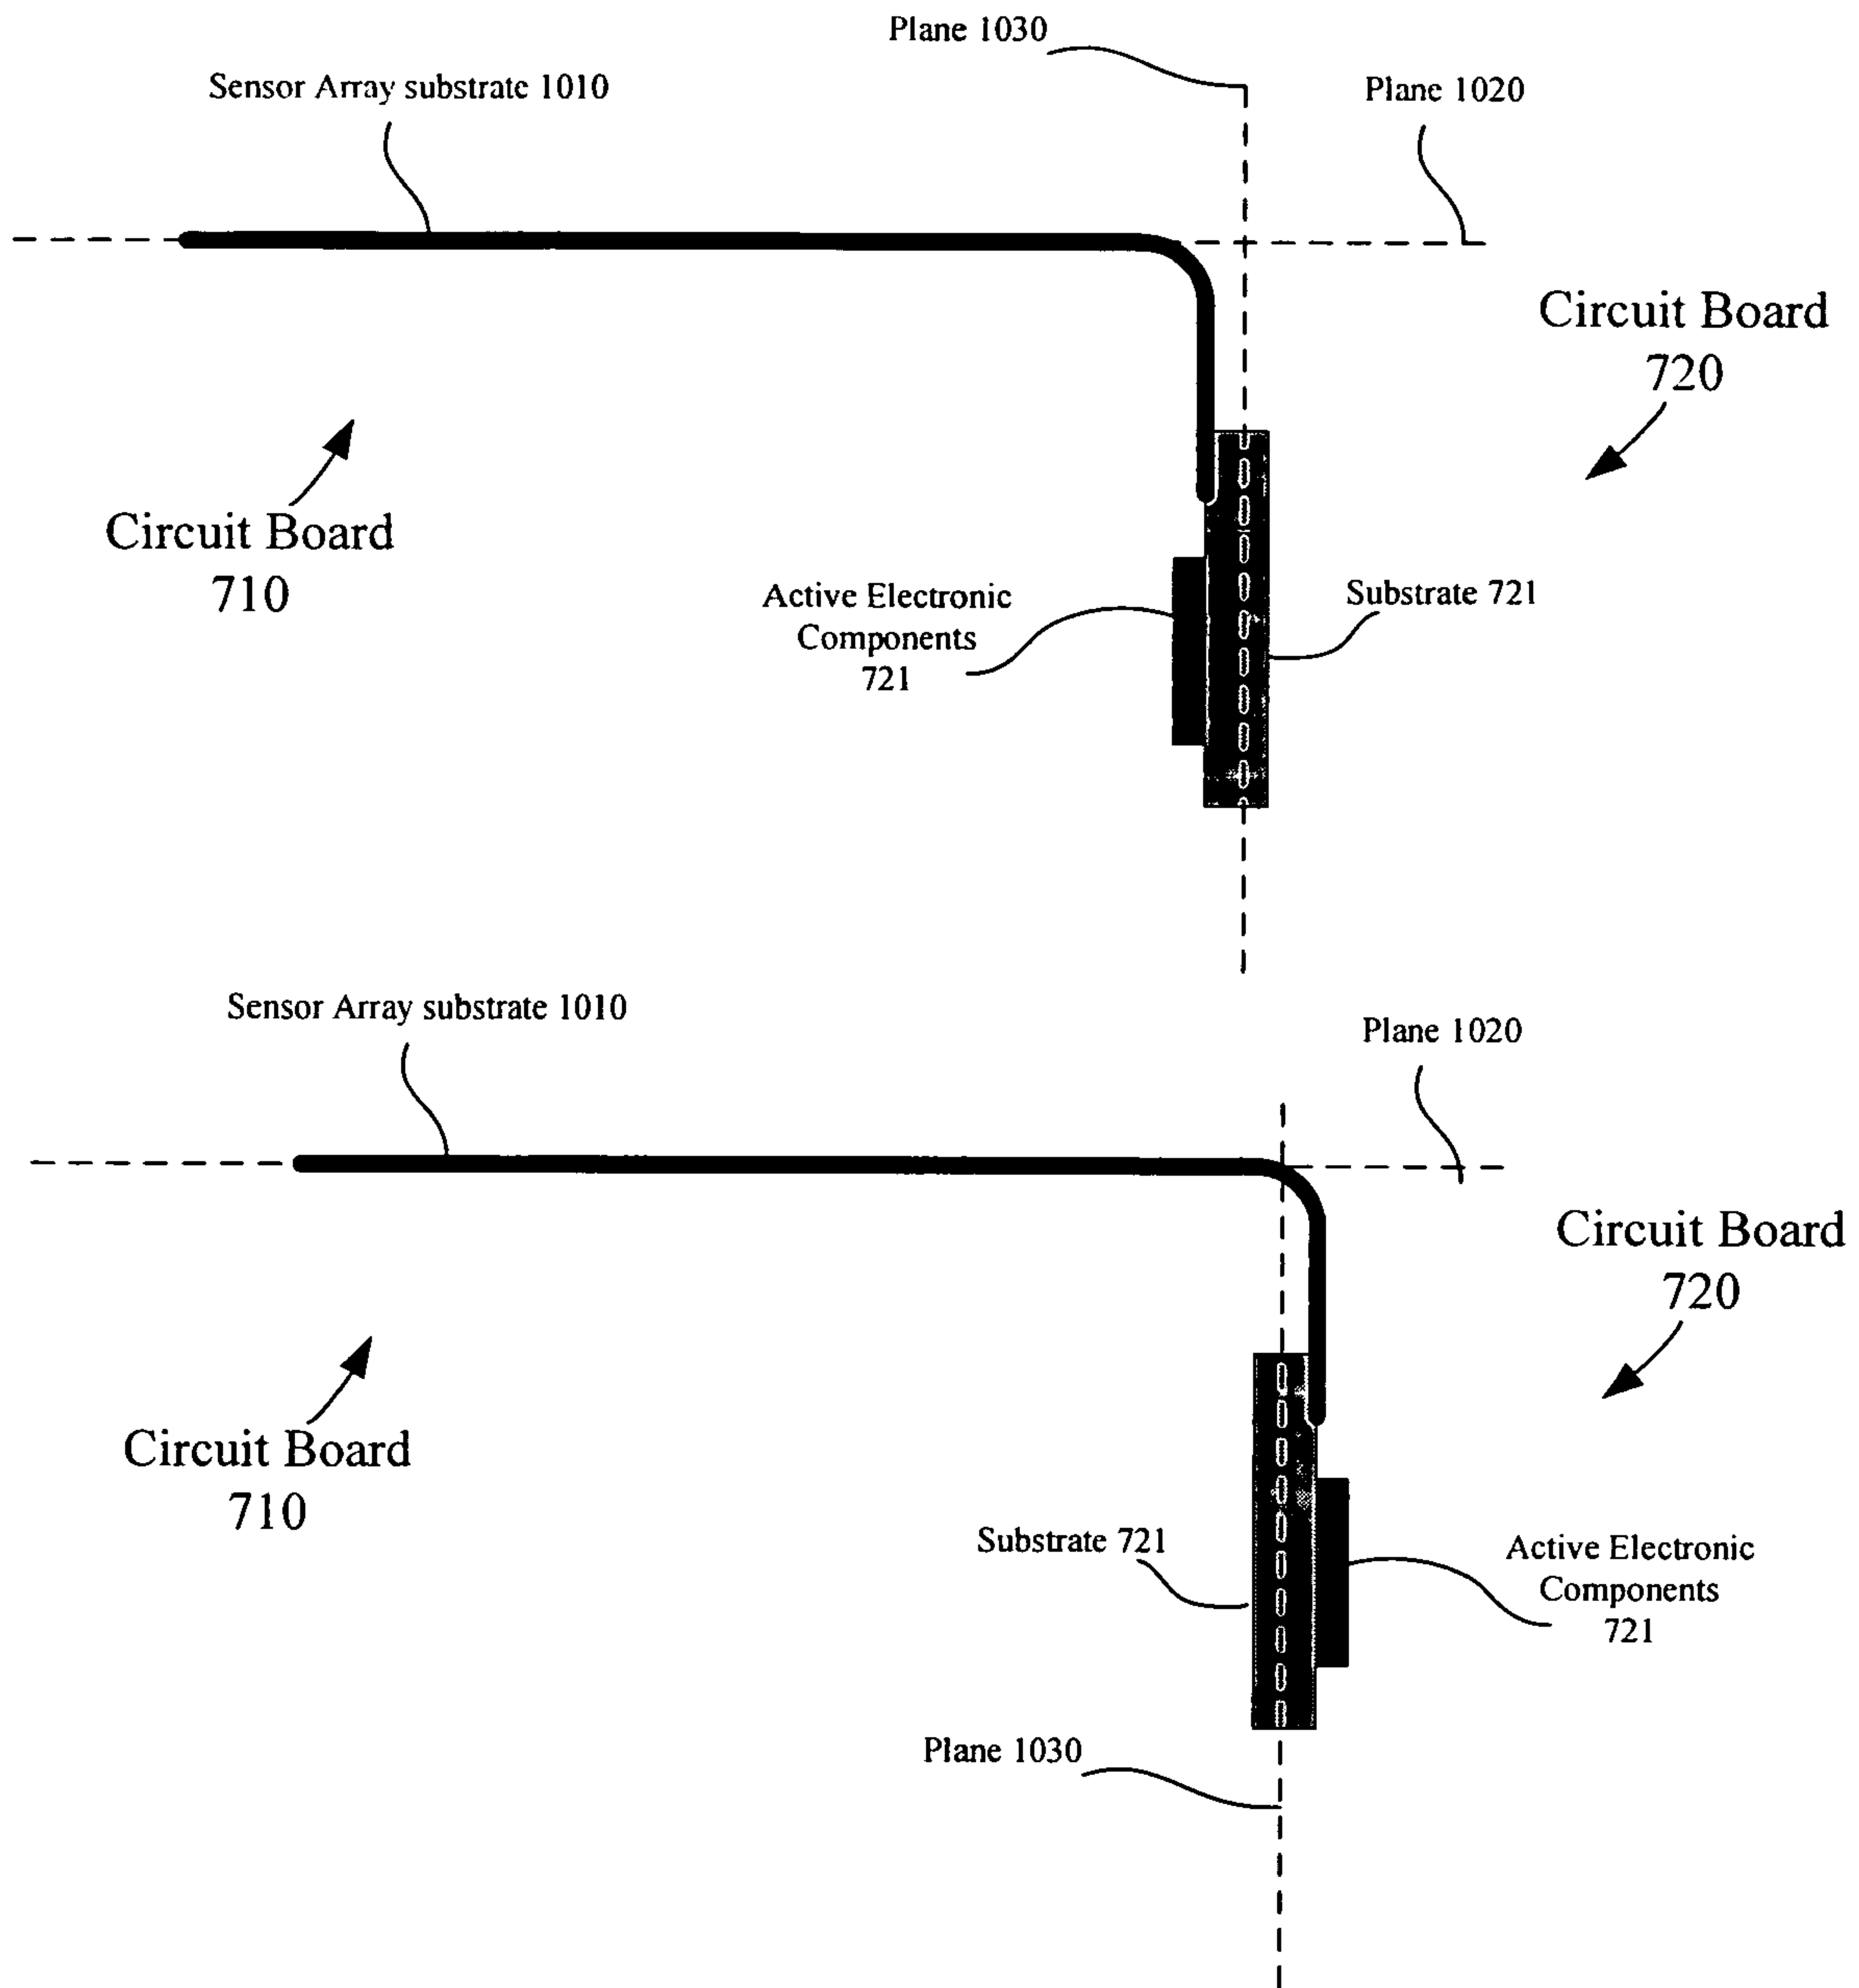 Plane 1030
Sensor Array substrate 1010
Plane 1020
Circuit Board
720
Circuit Board
710
Active Electronic
Components
721
Substrate 721
Sensor Array substrate 1010
Plane 1020
Circuit Board
720
Circuit Board
710
Substrate 721
Active Electronic
Components
721
Plane 1030